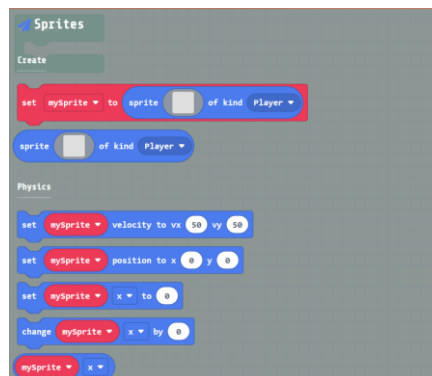 Sprites
Create
set mySprite to sprite of kind Player
sprite of kind Player
Physics
set mySprite velocity to vx 50 vy 50
set mySprite position to x 0 y 0
set mySprite x to 0
change mySprite x by 0
mySprite x